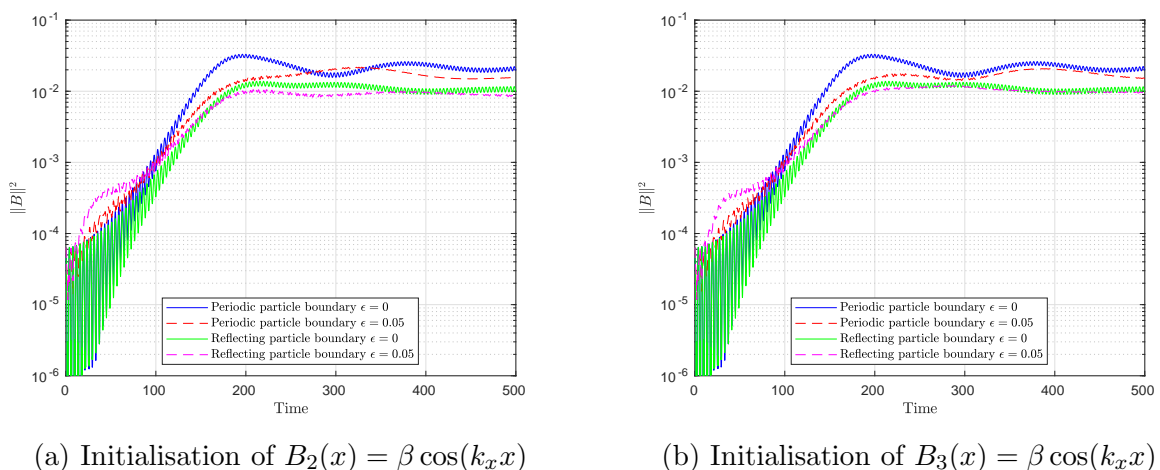 10^{-1}
10^{-2}
10^{-3}
10^{-4}
10^{-5}
10^{-6}
‖B‖²
0 100 200 300 400 500
Time
Periodic particle boundary ϵ = 0
Periodic particle boundary ϵ = 0.05
Reflecting particle boundary ϵ = 0
Reflecting particle boundary ϵ = 0.05
(a) Initialisation of B₂(x) = β cos(kₓx)
10^{-1}
10^{-2}
10^{-3}
10^{-4}
10^{-5}
10^{-6}
‖B‖²
0 100 200 300 400 500
Time
Periodic particle boundary ϵ = 0
Periodic particle boundary ϵ = 0.05
Reflecting particle boundary ϵ = 0
Reflecting particle boundary ϵ = 0.05
(b) Initialisation of B₃(x) = β cos(kₓx)